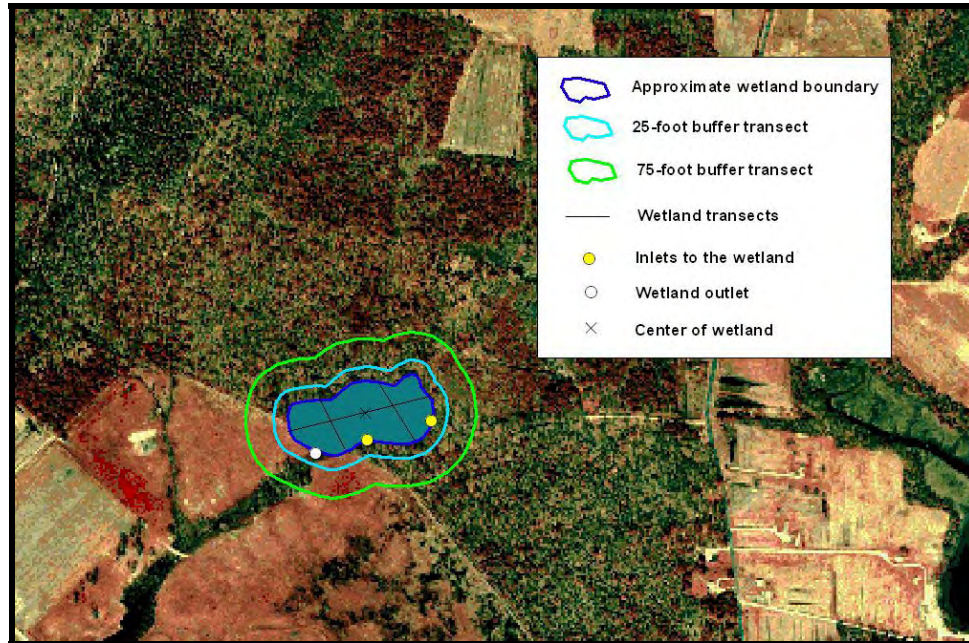 Approximate wetland boundary
25-foot buffer transect
75-foot buffer transect
Wetland transects
Inlets to the wetland
Wetland outlet
Center of wetland